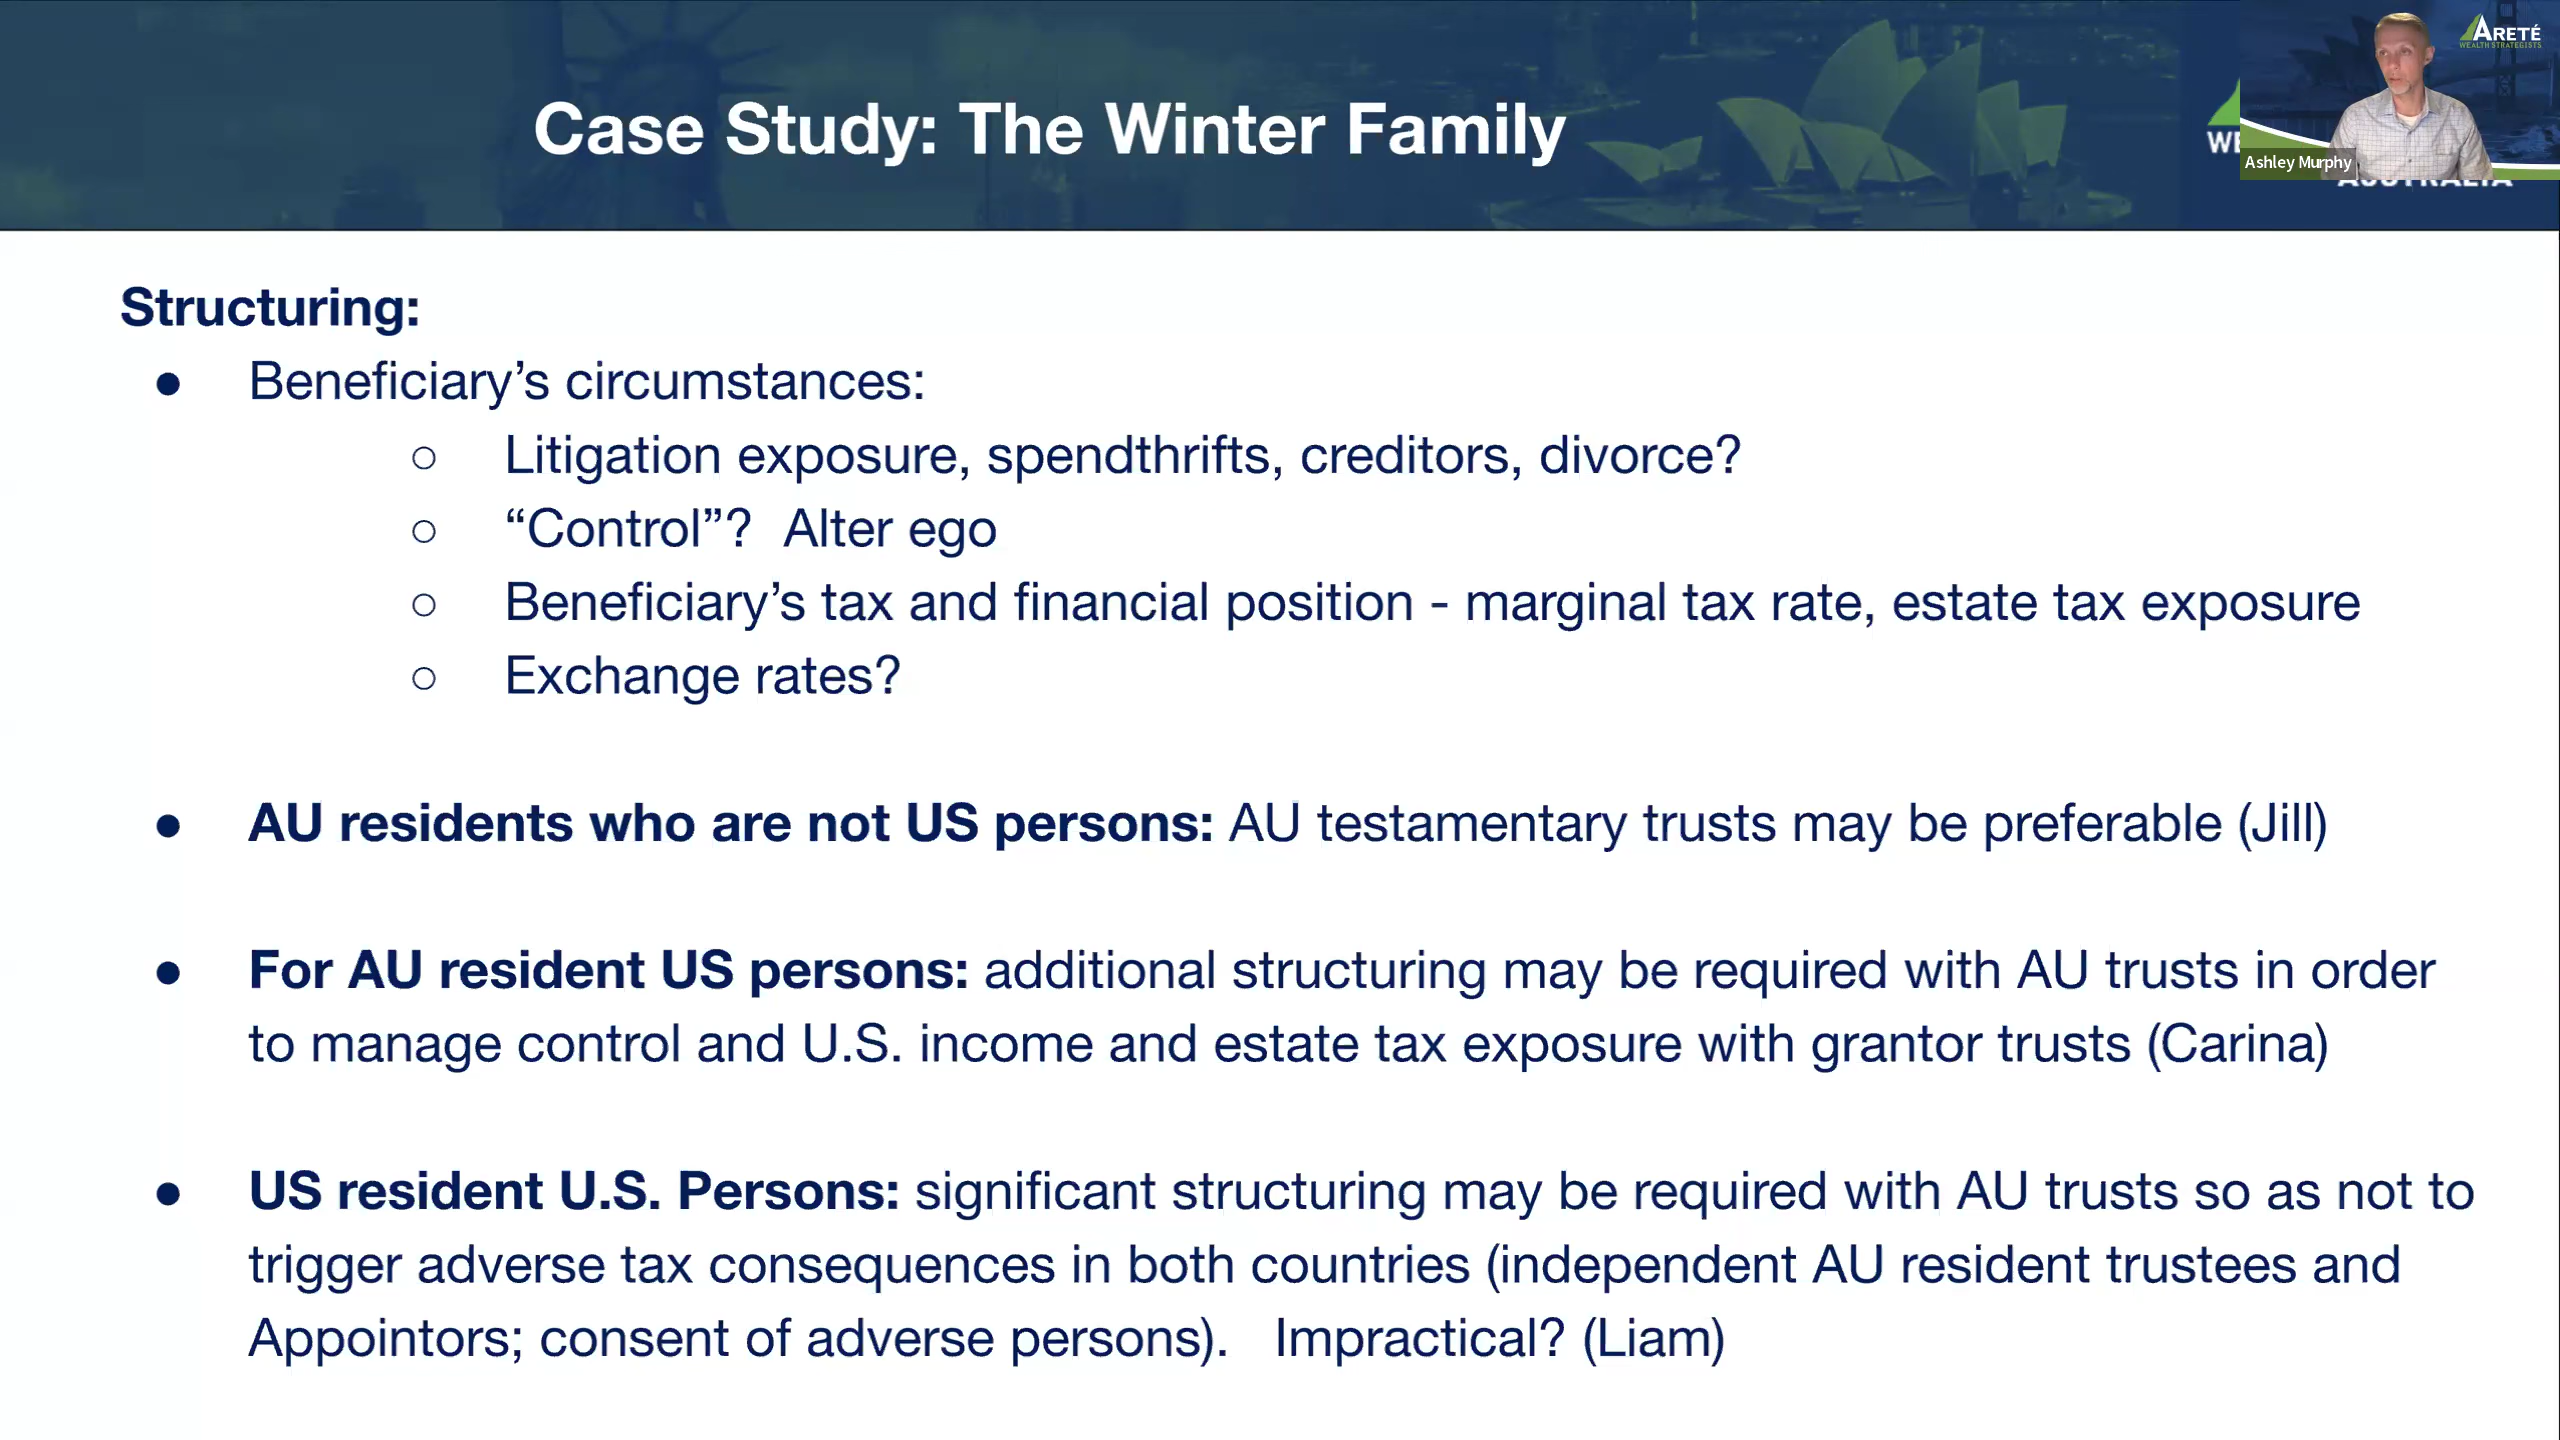 Case Study: The Winter Family
ARETÉ
WEALTH STRATEGISTS
WE
Ashley Murphy
AUSTRALIA
Structuring:
● Beneficiary’s circumstances:
○ Litigation exposure, spendthrifts, creditors, divorce?
○ “Control”? Alter ego
○ Beneficiary’s tax and financial position - marginal tax rate, estate tax exposure
○ Exchange rates?
● AU residents who are not US persons: AU testamentary trusts may be preferable (Jill)
● For AU resident US persons: additional structuring may be required with AU trusts in order
to manage control and U.S. income and estate tax exposure with grantor trusts (Carina)
● US resident U.S. Persons: significant structuring may be required with AU trusts so as not to
trigger adverse tax consequences in both countries (independent AU resident trustees and
Appointors; consent of adverse persons). Impractical? (Liam)